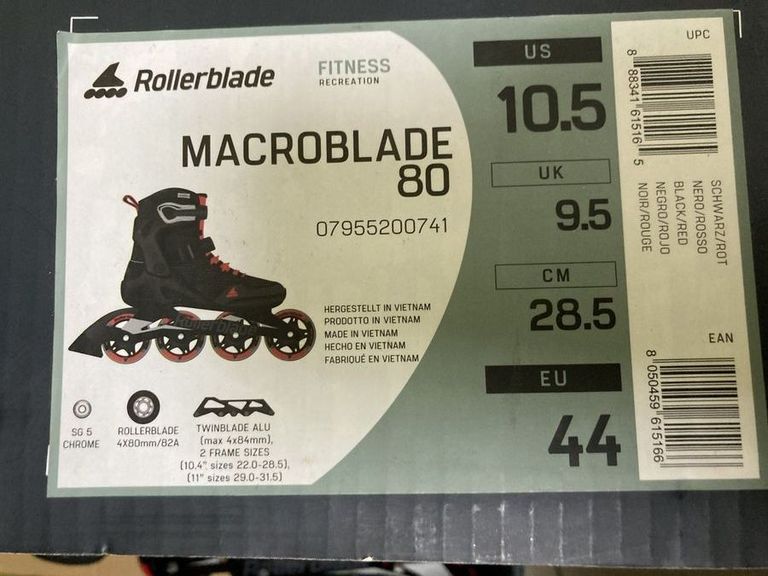 Rollerblade
FITNESS
RECREATION
MACROBLADE
80
07955200741
Rollerblade
HERGESTELLT IN VIETNAM
PRODOTTO IN VIETNAM
MADE IN VIETNAM
HECHO EN VIETNAM
FABRIQUÉ EN VIETNAM
SG 5
CHROME
ROLLERBLADE
4X80mm/82A
TWINBLADE ALU
(max 4x84mm),
2 FRAME SIZES
(10.4" sizes 22.0-28.5),
(11" sizes 29.0-31.5)
US
10.5
UK
9.5
CM
28.5
EU
44
UPC
8 88341 61516 5
SCHWARZ/ROT
NERO/ROSSO
BLACK/RED
NEGRO/ROJO
NOIR/ROUGE
EAN
8 050459 615166